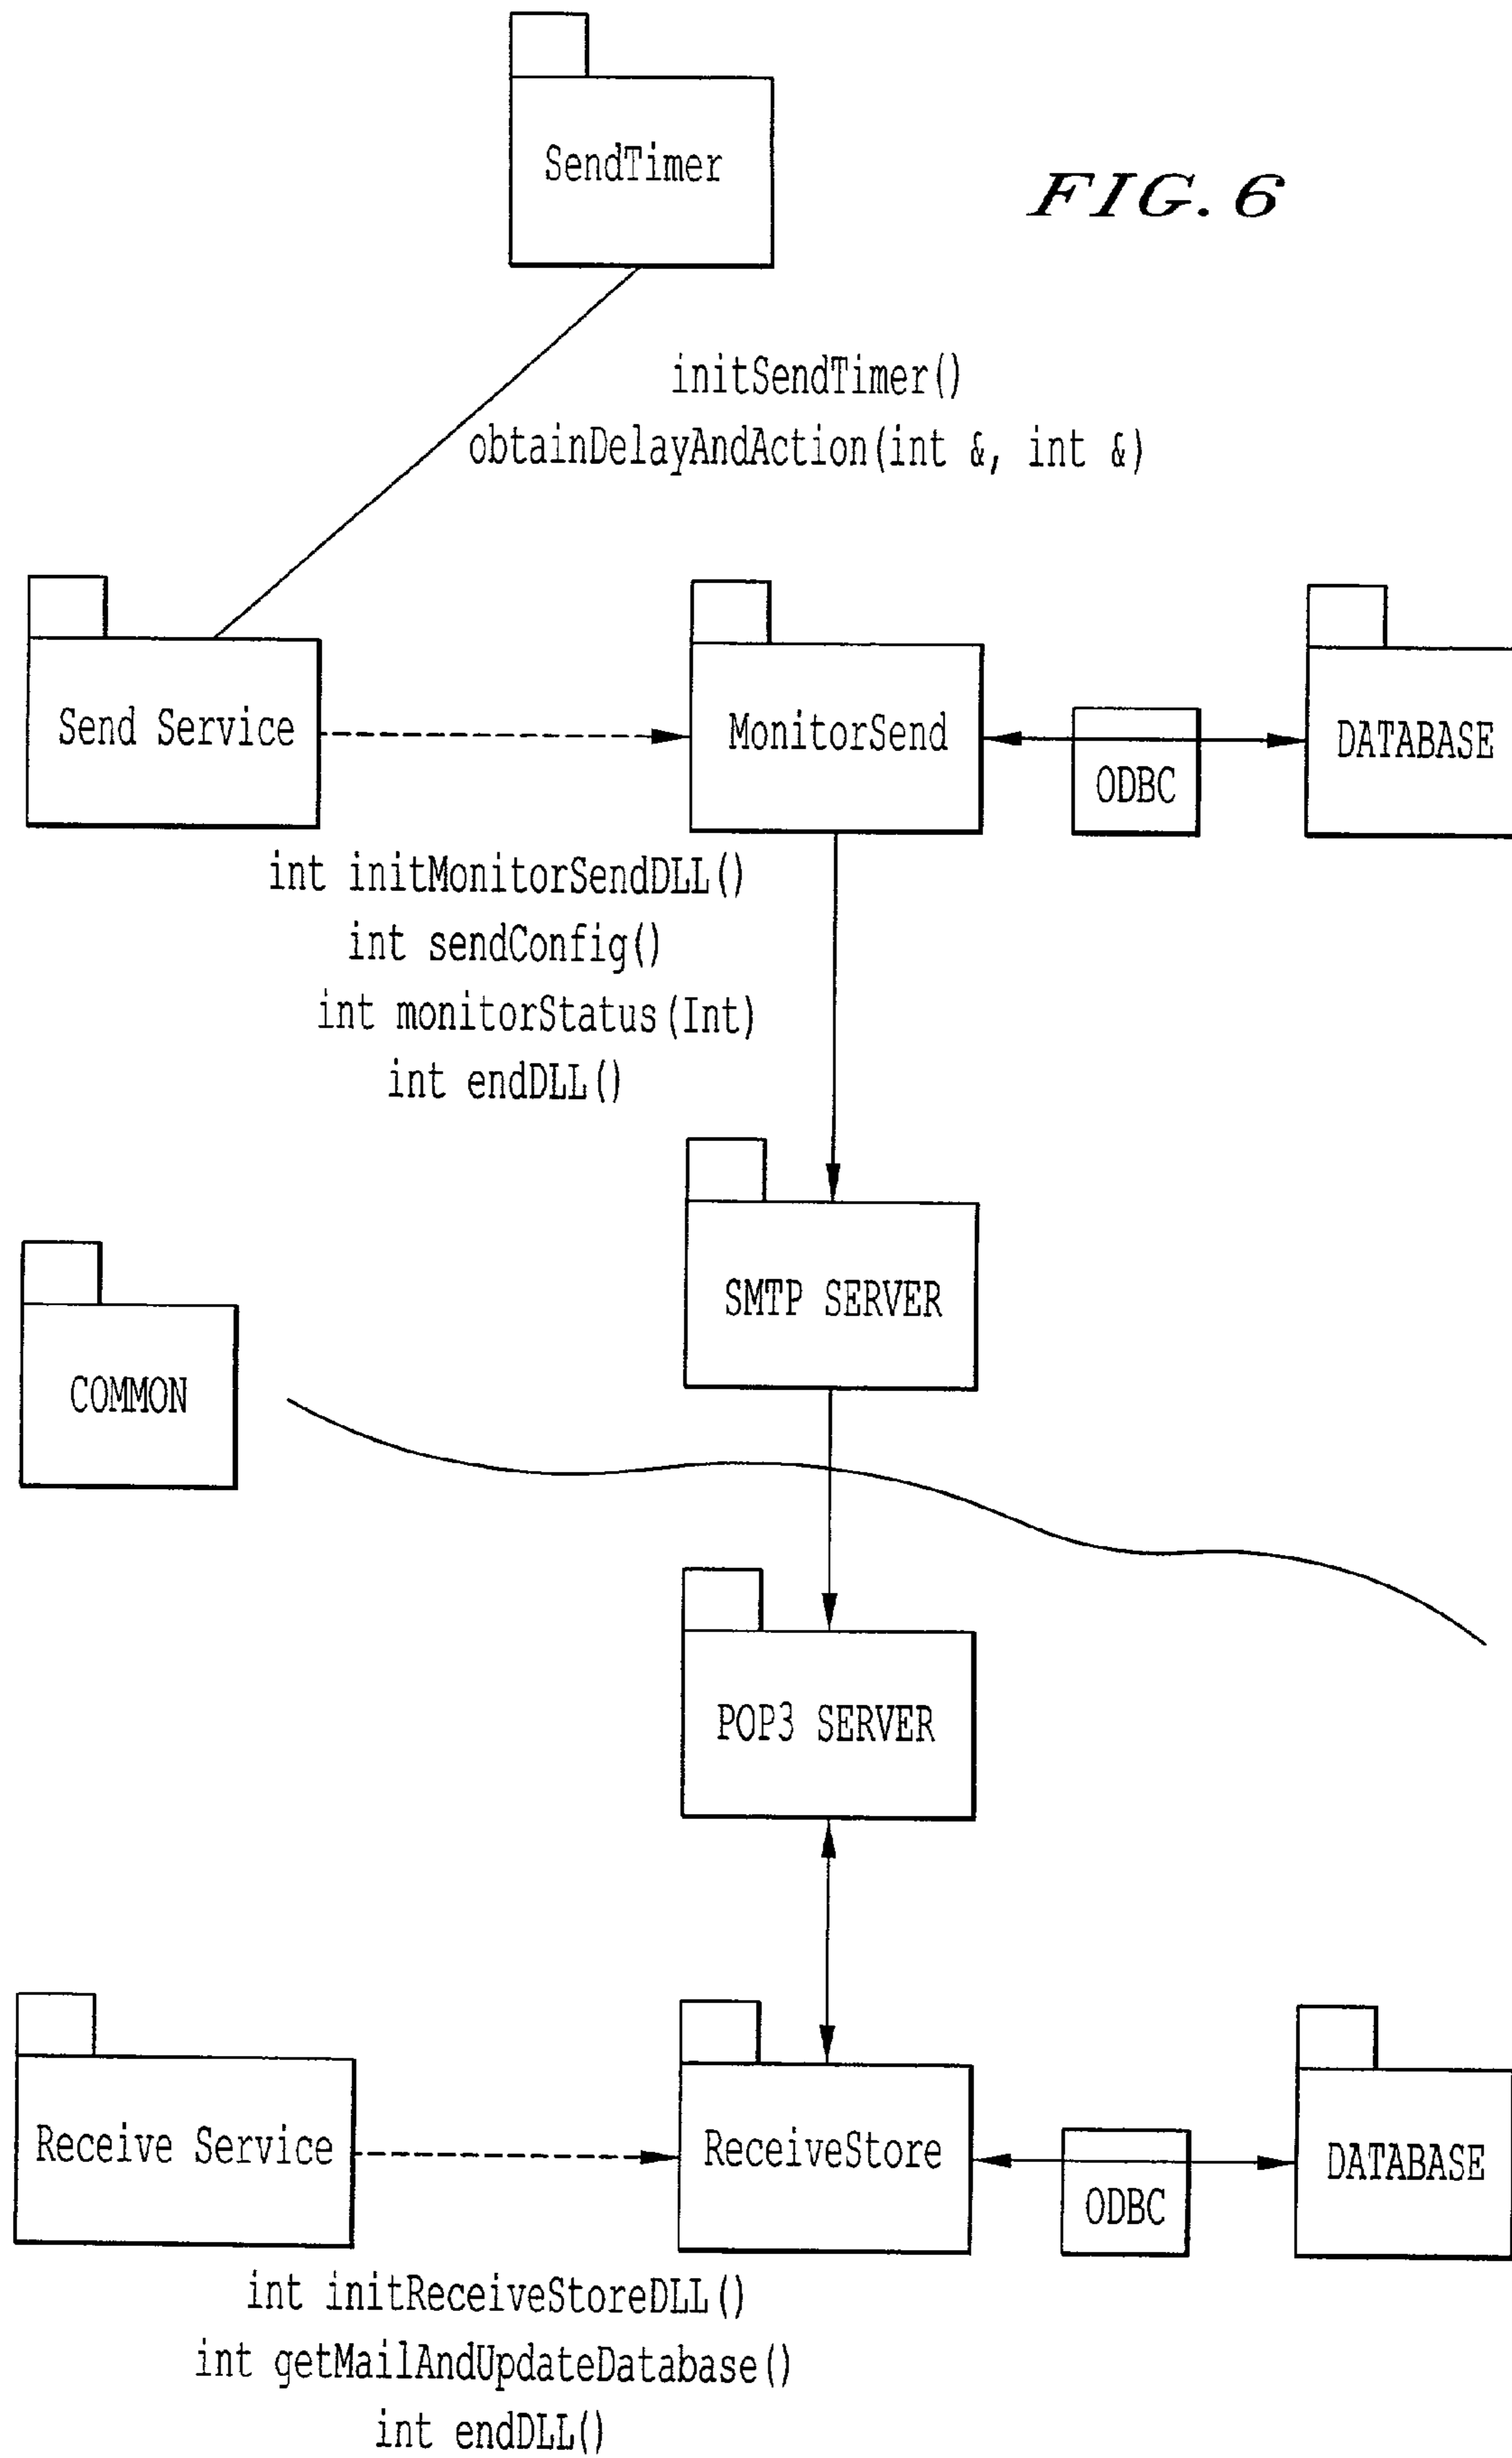 SendTimer
FIG. 6
initSendTimer()
obtainDelayAndAction(int &, int &)
Send Service
MonitorSend
ODBC
DATABASE
int initMonitorSendDLL()
int sendConfig()
int monitorStatus(Int)
int endDLL()
SMTP SERVER
COMMON
POP3 SERVER
Receive Service
ReceiveStore
ODBC
DATABASE
int initReceiveStoreDLL()
int getMailAndUpdateDatabase()
int endDLL()